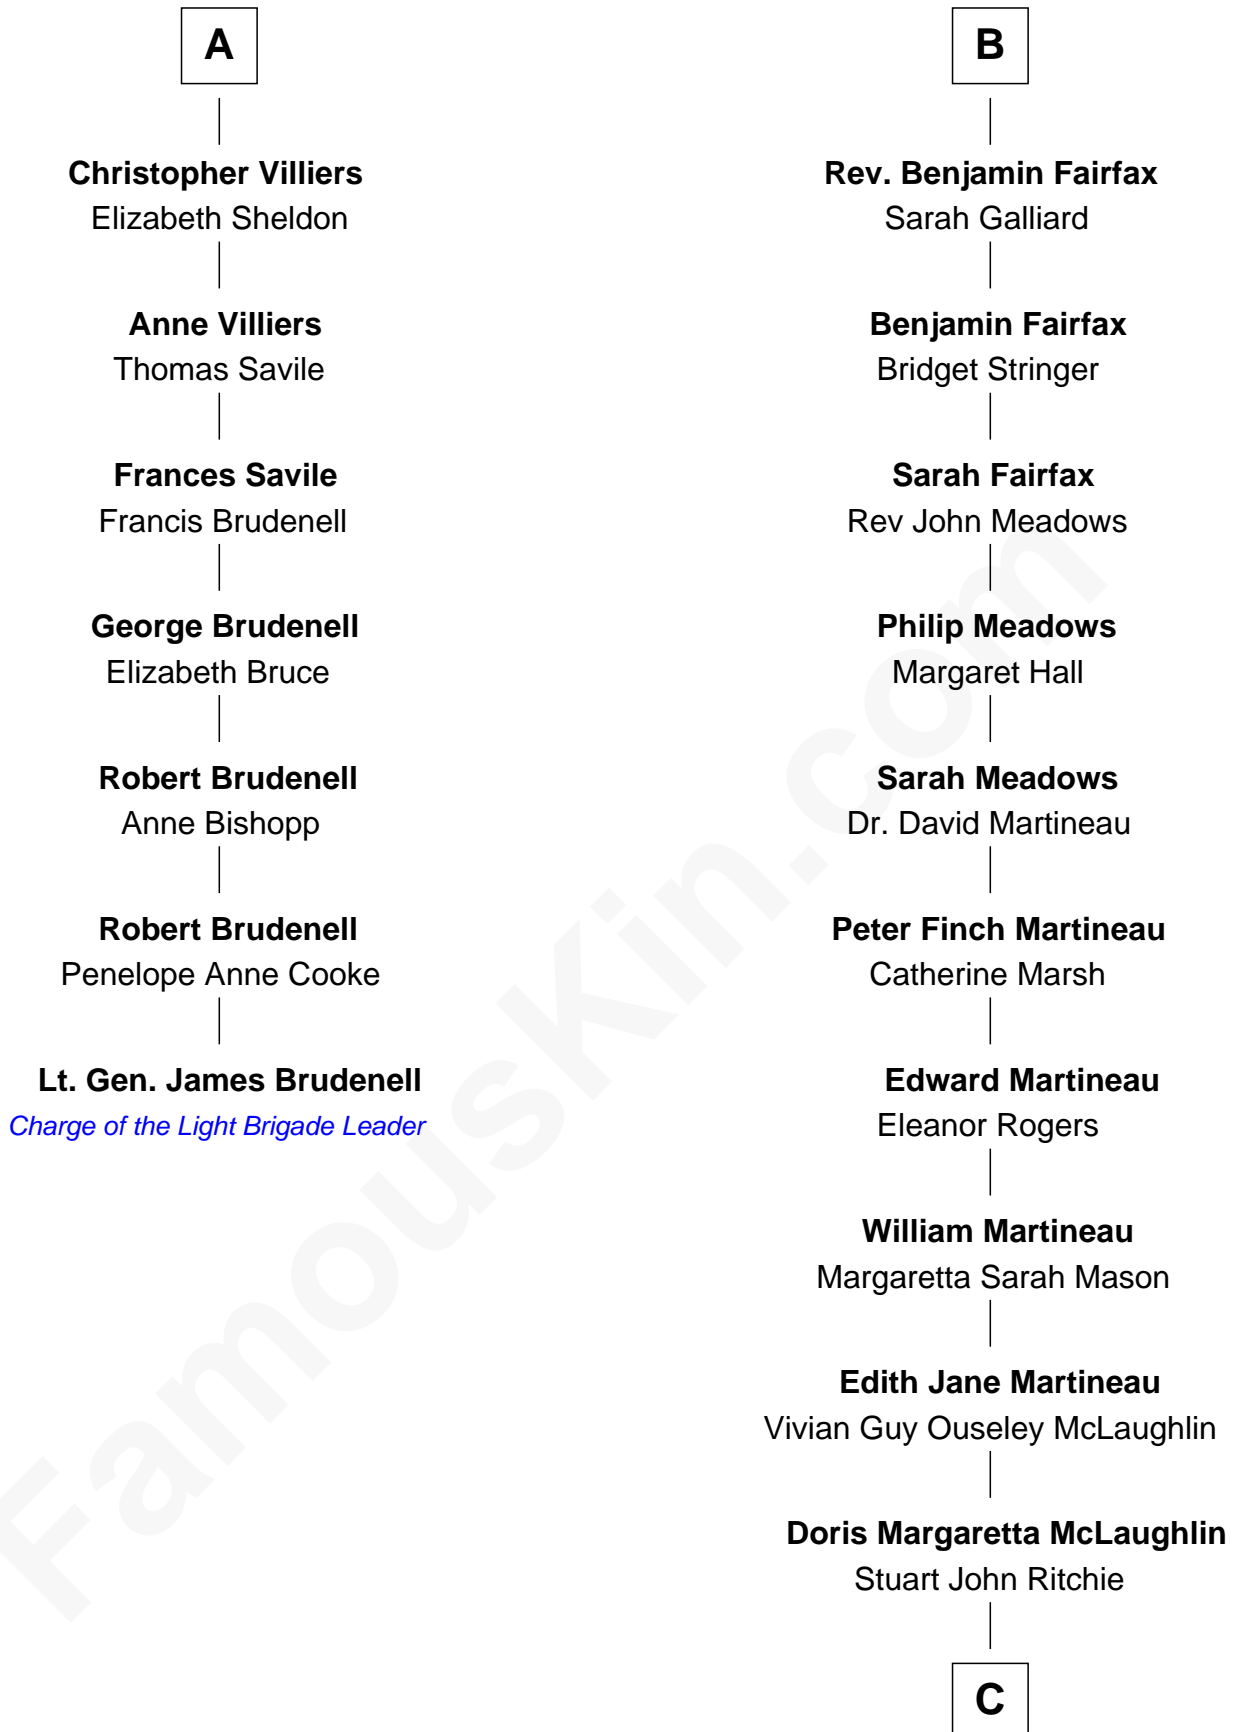 A
Christopher Villiers
Elizabeth Sheldon
Anne Villiers
Thomas Savile
Frances Savile
Francis Brudenell
George Brudenell
Elizabeth Bruce
Robert Brudenell
Anne Bishopp
Robert Brudenell
Penelope Anne Cooke
Lt. Gen. James Brudenell
Charge of the Light Brigade Leader
B
Rev. Benjamin Fairfax
Sarah Galliard
Benjamin Fairfax
Bridget Stringer
Sarah Fairfax
Rev John Meadows
Philip Meadows
Margaret Hall
Sarah Meadows
Dr. David Martineau
Peter Finch Martineau
Catherine Marsh
Edward Martineau
Eleanor Rogers
William Martineau
Margaretta Sarah Mason
Edith Jane Martineau
Vivian Guy Ouseley McLaughlin
Doris Margaretta McLaughlin
Stuart John Ritchie
C
FamousKin.com